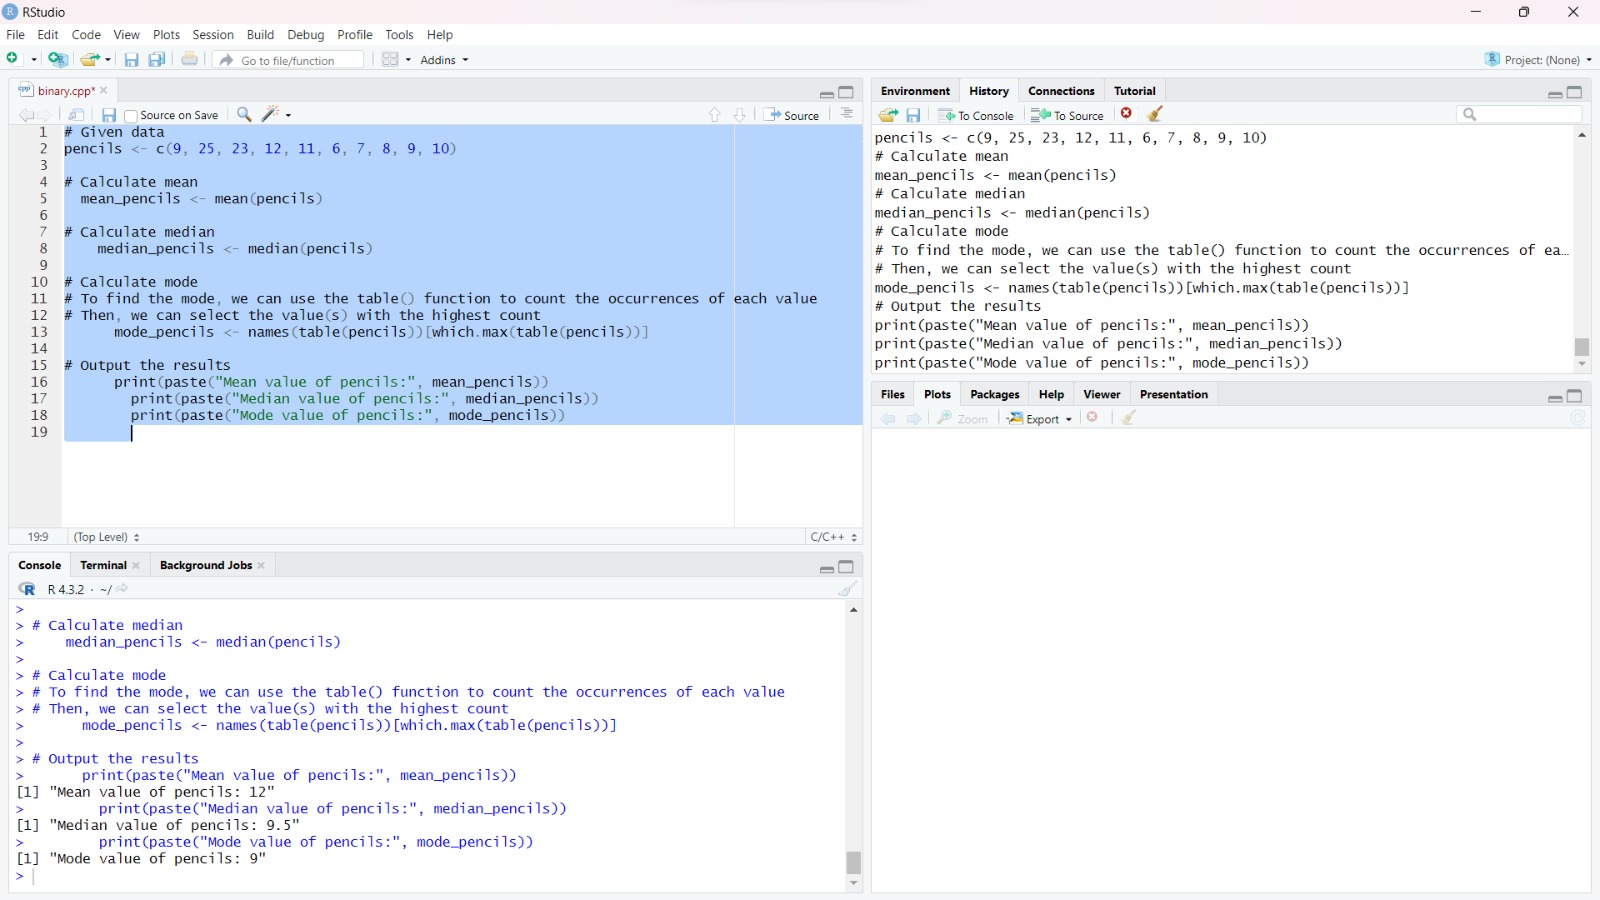 RStudio
File Edit Code View Plots Session Build Debug Profile Tools Help
Go to file/function Addins Project: (None)
binary.cpp*
Source on Save Source
1 # Given data
2 pencils <- c(9, 25, 23, 12, 11, 6, 7, 8, 9, 10)
3
4 # Calculate mean
5 mean_pencils <- mean(pencils)
6
7 # Calculate median
8 median_pencils <- median(pencils)
9
10 # Calculate mode
11 # To find the mode, we can use the table() function to count the occurrences of each value
12 # Then, we can select the value(s) with the highest count
13 mode_pencils <- names(table(pencils))[which.max(table(pencils))]
14
15 # Output the results
16 print(paste("Mean value of pencils:", mean_pencils))
17 print(paste("Median value of pencils:", median_pencils))
18 print(paste("Mode value of pencils:", mode_pencils))
19
19:9 (Top Level) C/C++
Console Terminal Background Jobs
R 4.3.2 · ~/
>
> # Calculate median
> median_pencils <- median(pencils)
>
> # Calculate mode
> # To find the mode, we can use the table() function to count the occurrences of each value
> # Then, we can select the value(s) with the highest count
> mode_pencils <- names(table(pencils))[which.max(table(pencils))]
>
> # Output the results
> print(paste("Mean value of pencils:", mean_pencils))
[1] "Mean value of pencils: 12"
> print(paste("Median value of pencils:", median_pencils))
[1] "Median value of pencils: 9.5"
> print(paste("Mode value of pencils:", mode_pencils))
[1] "Mode value of pencils: 9"
>
Environment History Connections Tutorial
To Console To Source
pencils <- c(9, 25, 23, 12, 11, 6, 7, 8, 9, 10)
# Calculate mean
mean_pencils <- mean(pencils)
# Calculate median
median_pencils <- median(pencils)
# Calculate mode
# To find the mode, we can use the table() function to count the occurrences of ea…
# Then, we can select the value(s) with the highest count
mode_pencils <- names(table(pencils))[which.max(table(pencils))]
# Output the results
print(paste("Mean value of pencils:", mean_pencils))
print(paste("Median value of pencils:", median_pencils))
print(paste("Mode value of pencils:", mode_pencils))
Files Plots Packages Help Viewer Presentation
Zoom Export